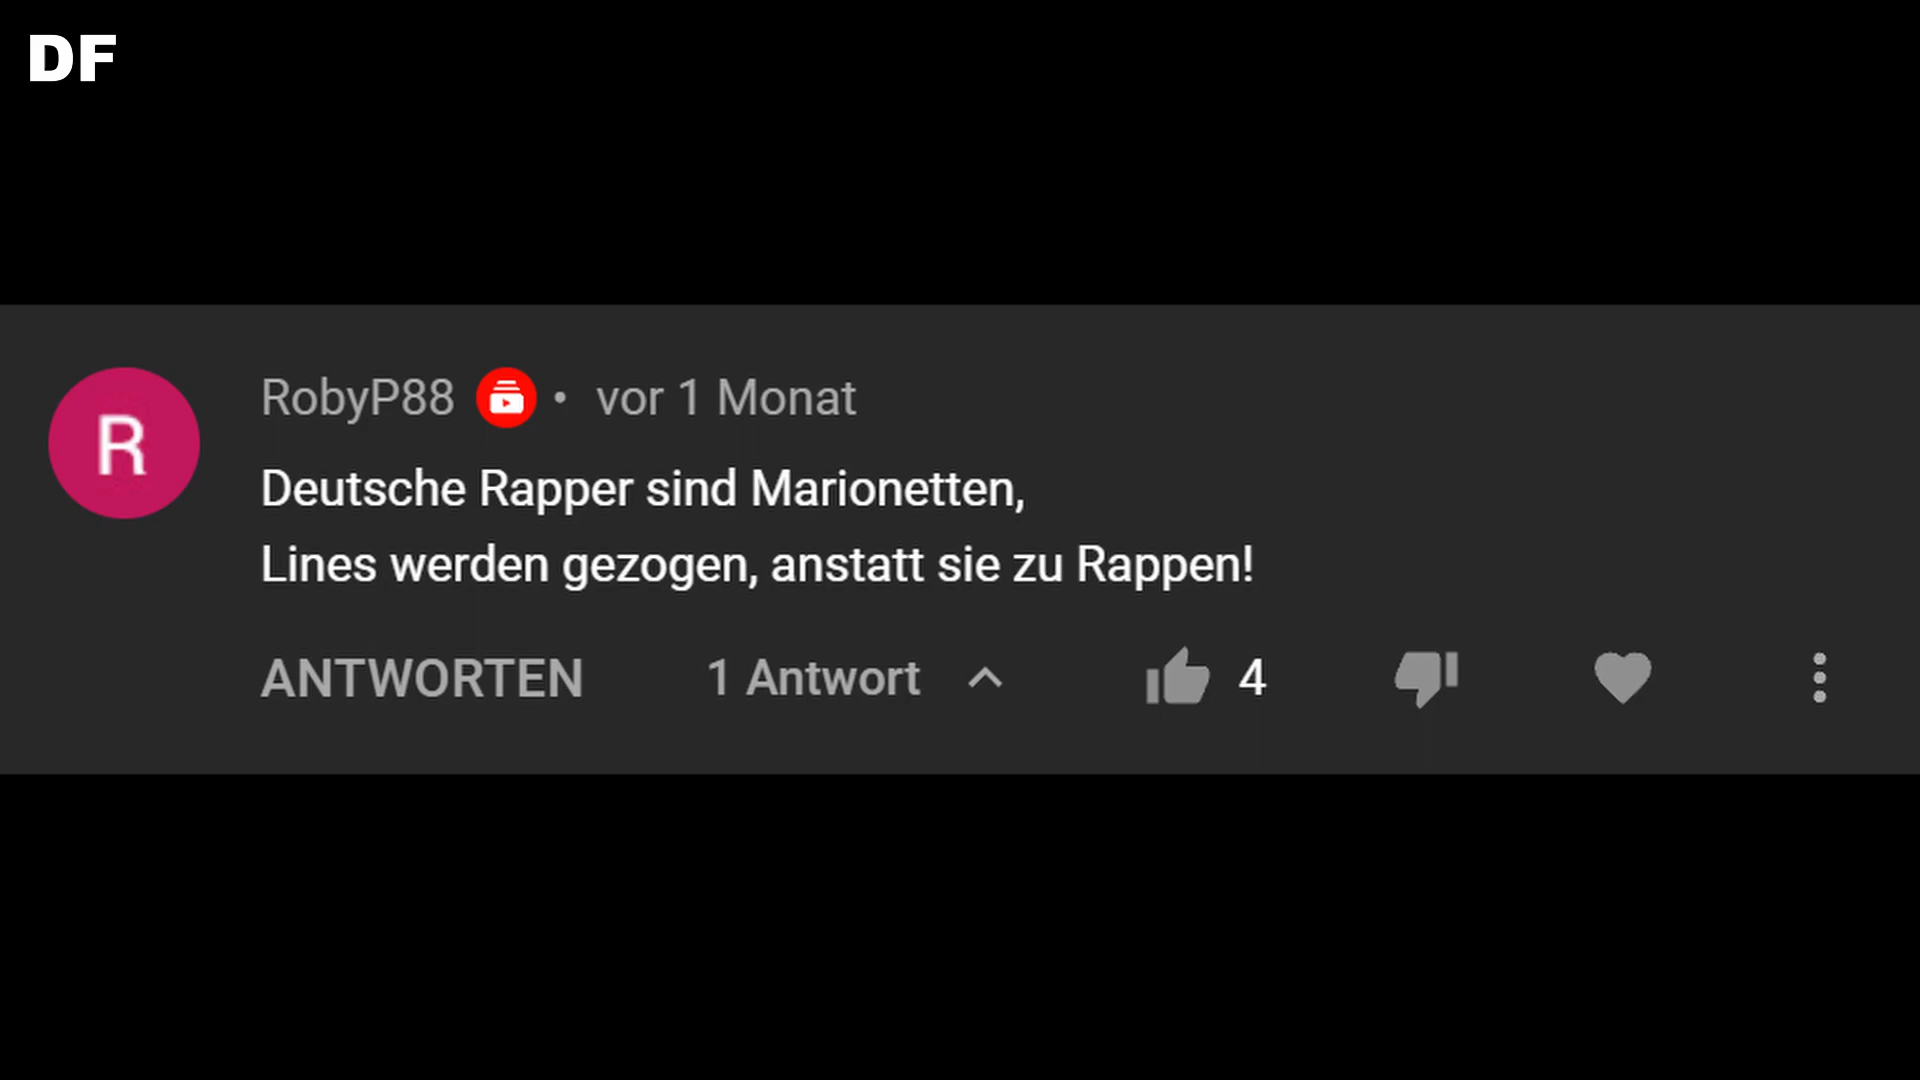 DF
R
RobyP88 • vor 1 Monat
Deutsche Rapper sind Marionetten,
Lines werden gezogen, anstatt sie zu Rappen!
ANTWORTEN 1 Antwort 4